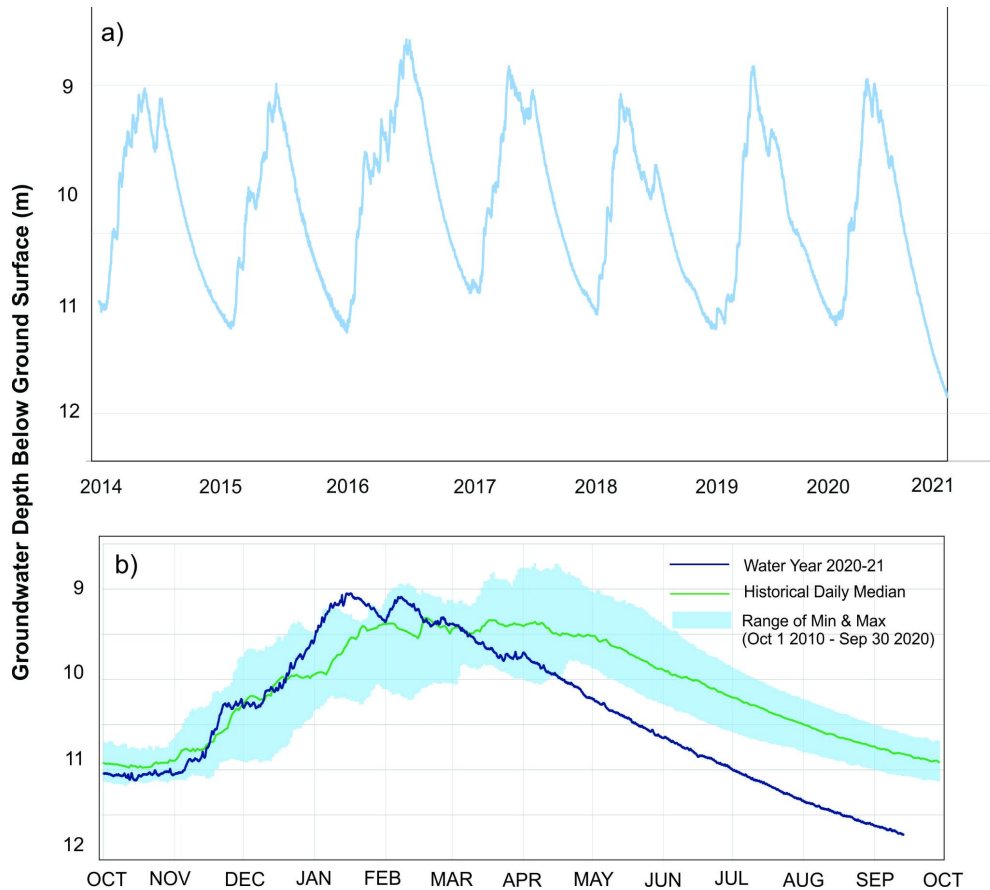 Groundwater Depth Below Ground Surface (m)
a)
9
10
11
12
2014 2015 2016 2017 2018 2019 2020 2021
b)
Water Year 2020-21
Historical Daily Median
Range of Min & Max
(Oct 1 2010 - Sep 30 2020)
9
10
11
12
OCT NOV DEC JAN FEB MAR APR MAY JUN JUL AUG SEP OCT